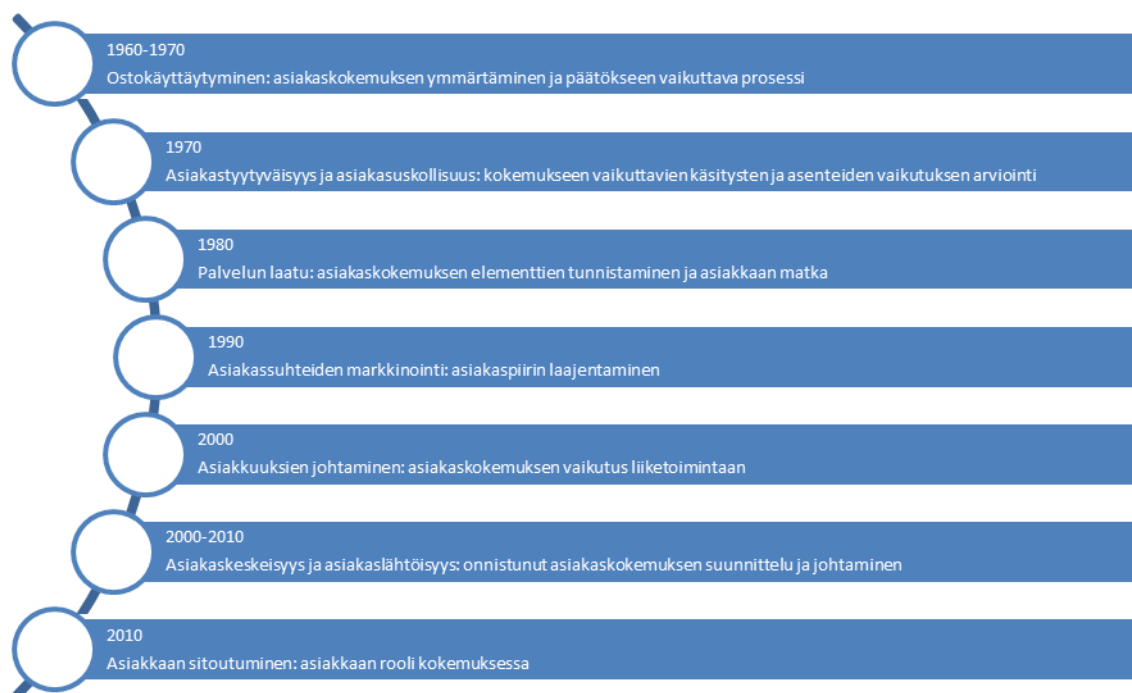 1960-1970
Ostokäyttäytyminen: asiakaskokemuksen ymmärtäminen ja päätökseen vaikuttava prosessi
1970
Asiakastyytyväisyys ja asiakasuskollisuus: kokemukseen vaikuttavien käsitysten ja asenteiden vaikutuksen arviointi
1980
Palvelun laatu: asiakaskokemuksen elementtien tunnistaminen ja asiakkaan matka
1990
Asiakassuhteiden markkinointi: asiakaspiirin laajentaminen
2000
Asiakkuuksien johtaminen: asiakaskokemuksen vaikutus liiketoimintaan
2000-2010
Asiakaskeskeisyys ja asiakaslähtöisyys: onnistunut asiakaskokemuksen suunnittelu ja johtaminen
2010
Asiakkaan sitoutuminen: asiakkaan rooli kokemuksessa